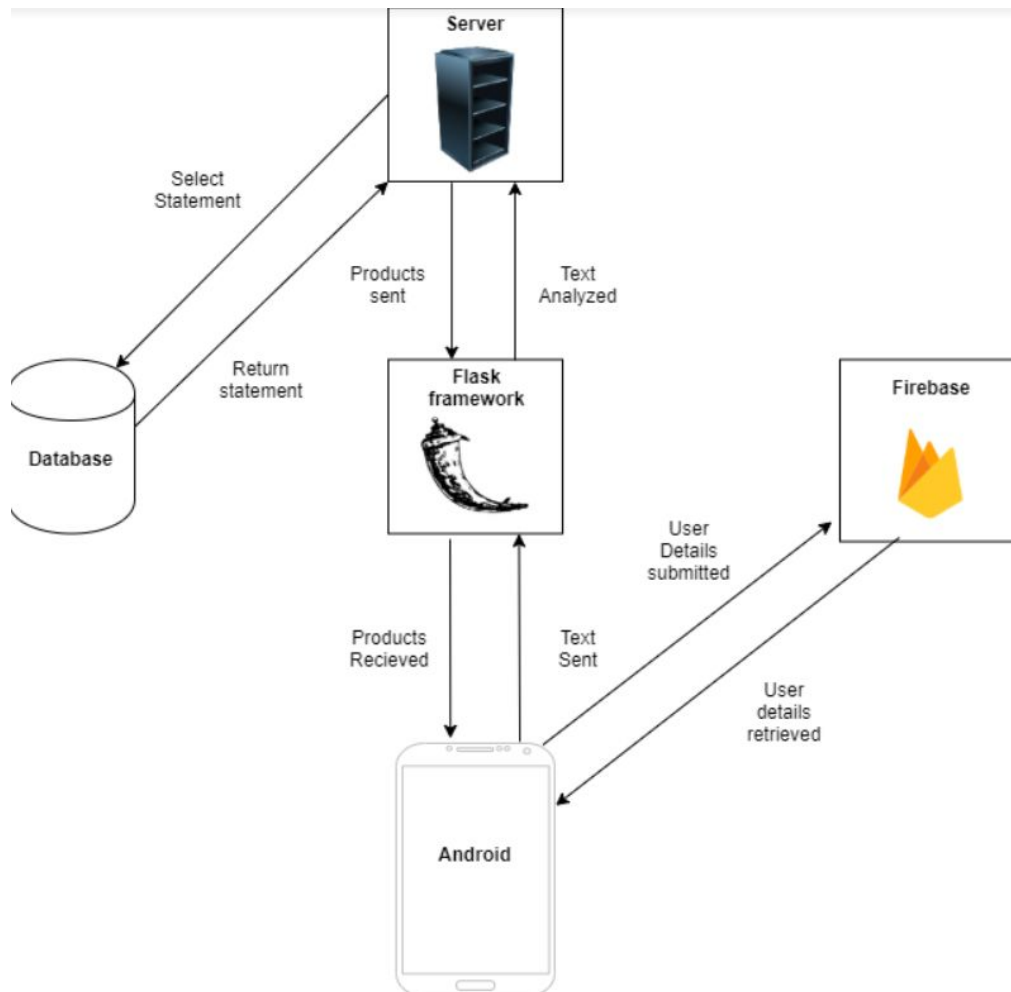 Server
Select
Statement
Products
sent
Text
Analyzed
Return
statement
Flask
framework
Firebase
Database
User
Details
submitted
Products
Recieved
Text
Sent
User
details
retrieved
Android